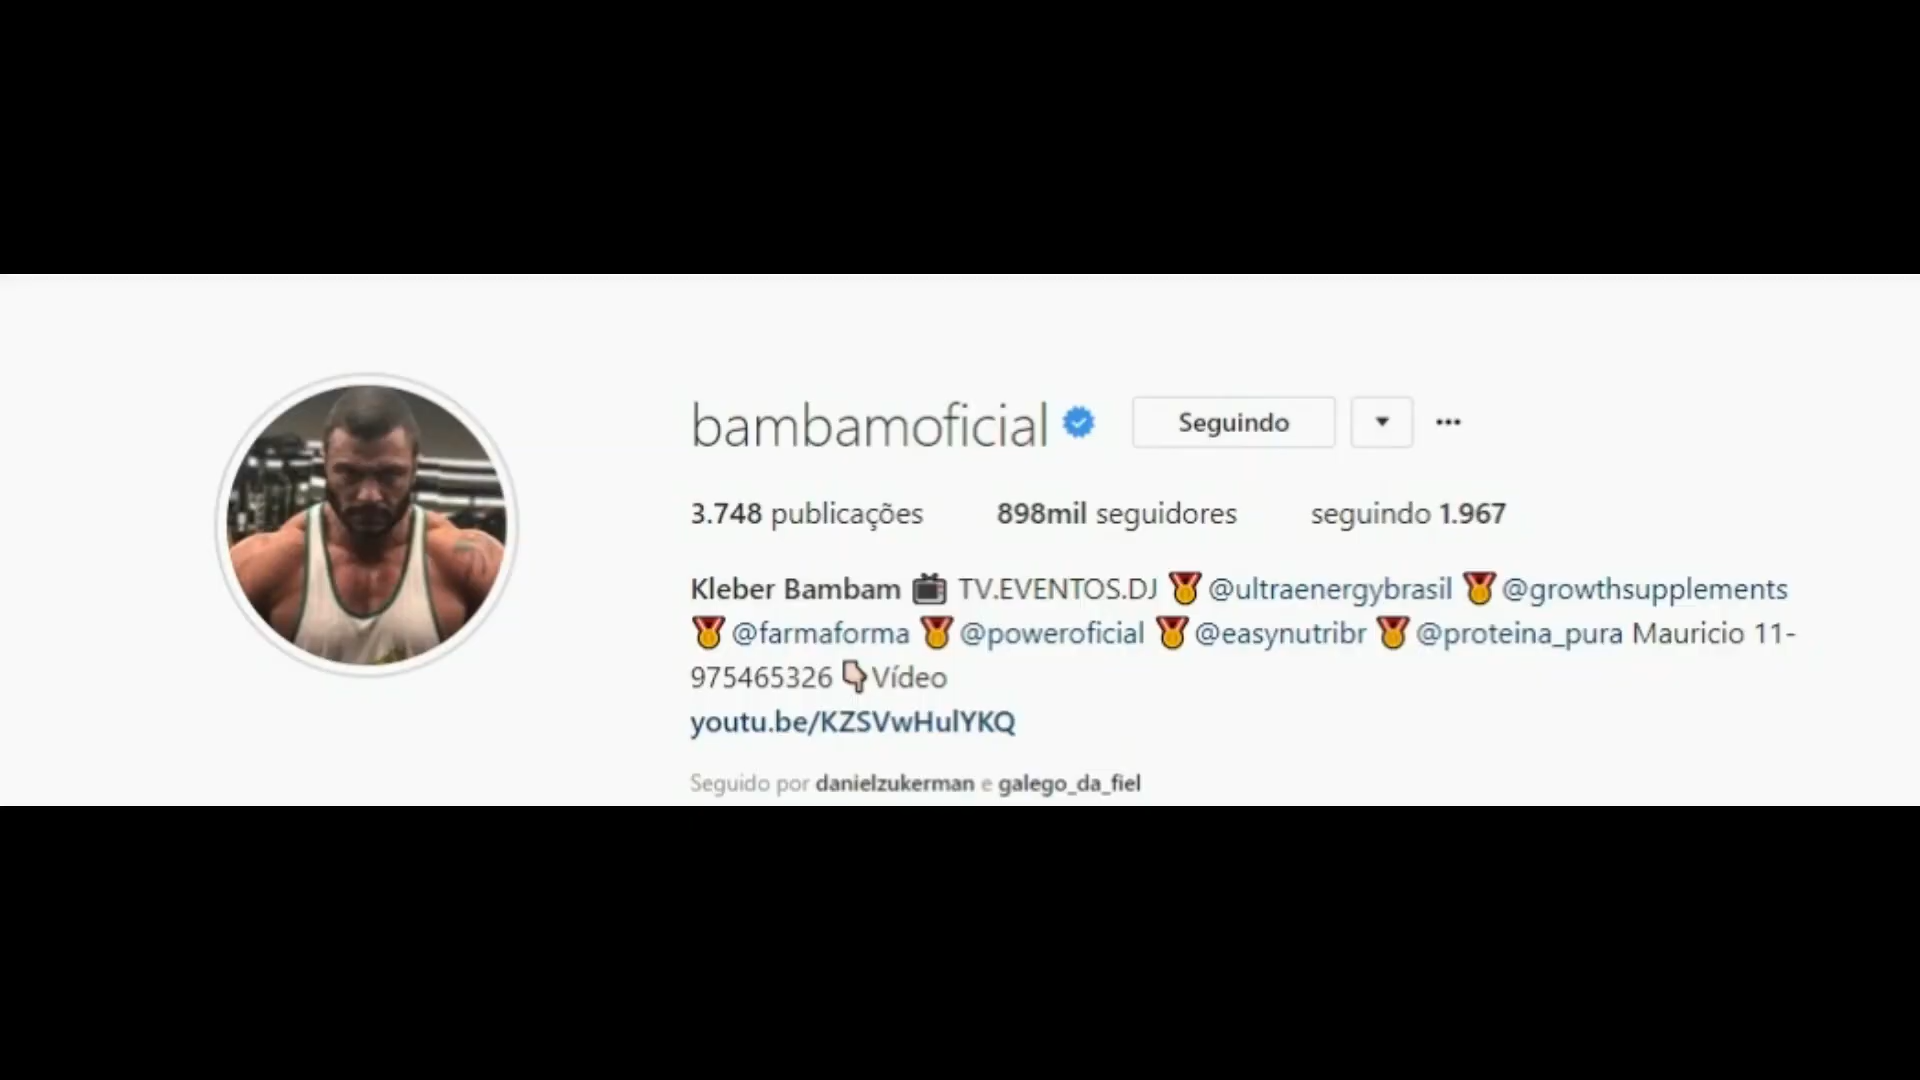 bambamoficial Seguindo
3.748 publicações 898mil seguidores seguindo 1.967
Kleber Bambam 📺 TV.EVENTOS.DJ 🏅 @ultraenergybrasil 🏅 @growthsupplements
🏅 @farmaforma 🏅 @poweroficial 🏅 @easynutribr 🏅 @proteina_pura Mauricio 11-
975465326 👇🏻Vídeo
youtu.be/KZSVwHulYKQ
Seguido por danielzukerman e galego_da_fiel